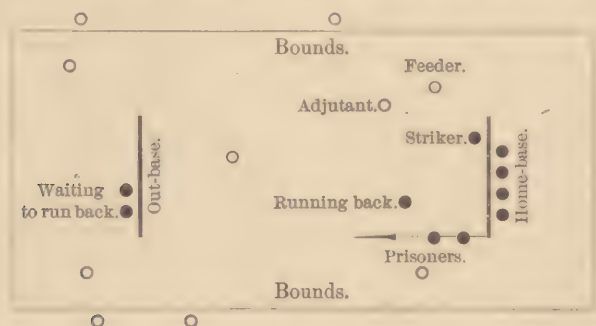 Bounds.
Feeder.
Adjutant.
Striker.
Out-base.
Home-base.
Waiting
to run back.
Running back.
Prisoners.
Bounds.